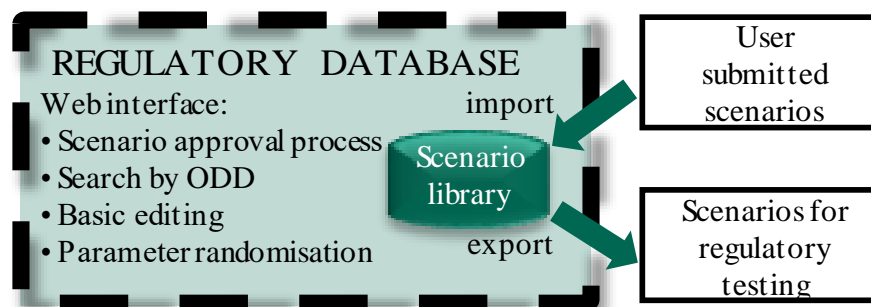 REGULATORY DATABASE
Web interface:
• Scenario approval process
• Search by ODD
• Basic editing
• Parameter randomisation
import
Scenario
library
export
User
submitted
scenarios
Scenarios for
regulatory
testing